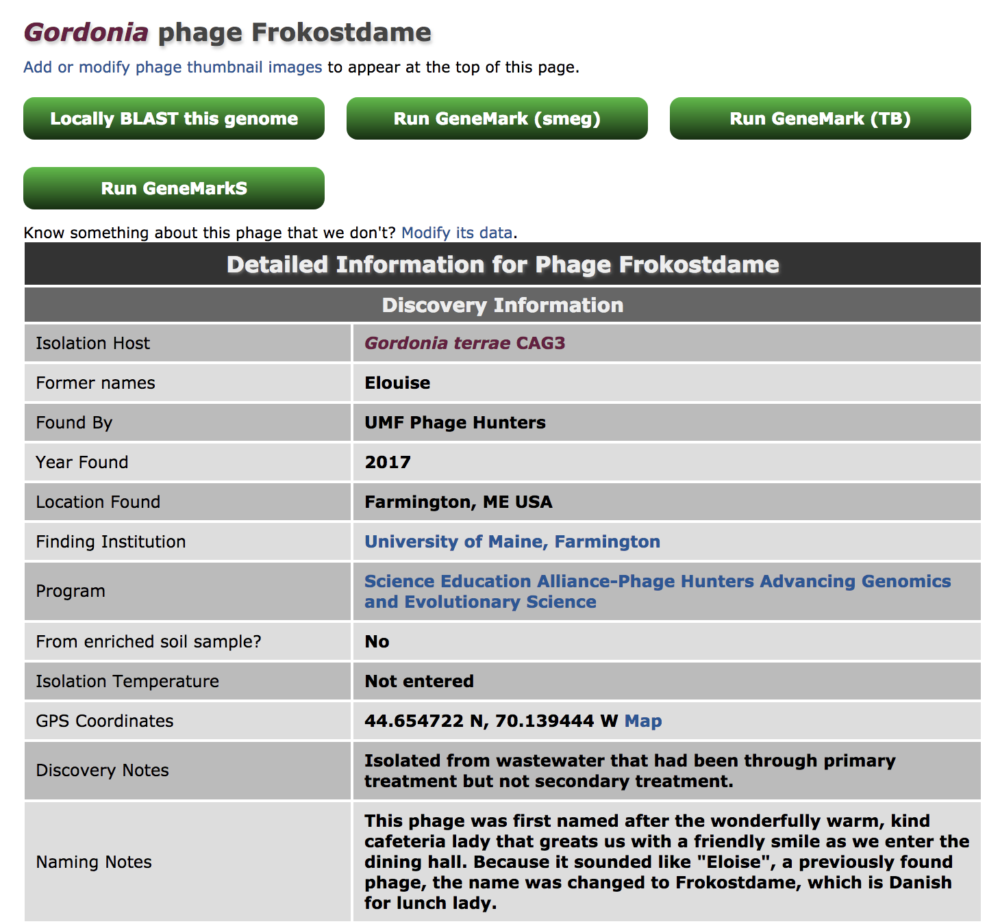 Gordonia phage Frokostdame
Add or modify phage thumbnail images to appear at the top of this page.
Locally BLAST this genome
Run GeneMark (smeg)
Run GeneMark (TB)
Run GeneMarkS
Know something about this phage that we don't? Modify its data.
Detailed Information for Phage Frokostdame
Discovery Information
Isolation Host
Gordonia terrae CAG3
Former names
Elouise
Found By
UMF Phage Hunters
Year Found
2017
Location Found
Farmington, ME USA
Finding Institution
University of Maine, Farmington
Program
Science Education Alliance-Phage Hunters Advancing Genomics
and Evolutionary Science
From enriched soil sample?
No
Isolation Temperature
Not entered
GPS Coordinates
44.654722 N, 70.139444 W Map
Discovery Notes
Isolated from wastewater that had been through primary
treatment but not secondary treatment.
Naming Notes
This phage was first named after the wonderfully warm, kind
cafeteria lady that greats us with a friendly smile as we enter the
dining hall. Because it sounded like "Eloise", a previously found
phage, the name was changed to Frokostdame, which is Danish
for lunch lady.